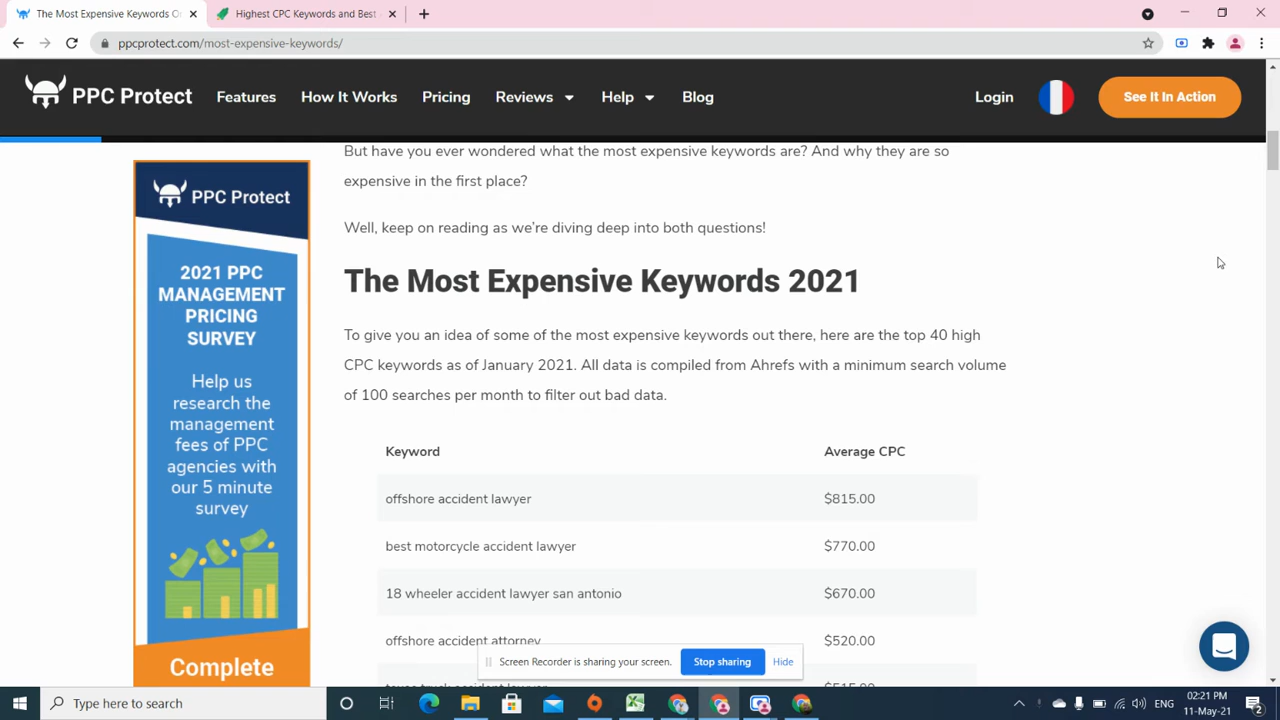 The Most Expensive Keywords O
Highest CPC Keywords and Best
ppcprotect.com/most-expensive-keywords/
PPC Protect
Features
How It Works
Pricing
Reviews
Help
Blog
Login
See It In Action
PPC Protect
2021 PPC
MANAGEMENT
PRICING
SURVEY
Help us
research the
management
fees of PPC
agencies with
our 5 minute
survey
Complete
But have you ever wondered what the most expensive keywords are? And why they are so
expensive in the first place?
Well, keep on reading as we’re diving deep into both questions!
The Most Expensive Keywords 2021
To give you an idea of some of the most expensive keywords out there, here are the top 40 high
CPC keywords as of January 2021. All data is compiled from Ahrefs with a minimum search volume
of 100 searches per month to filter out bad data.
Keyword Average CPC
offshore accident lawyer $815.00
best motorcycle accident lawyer $770.00
18 wheeler accident lawyer san antonio $670.00
offshore accident attorney $520.00
texas truck accident lawyer $515.00
Screen Recorder is sharing your screen. Stop sharing Hide
Type here to search
ENG
02:21 PM
11-May-21
2